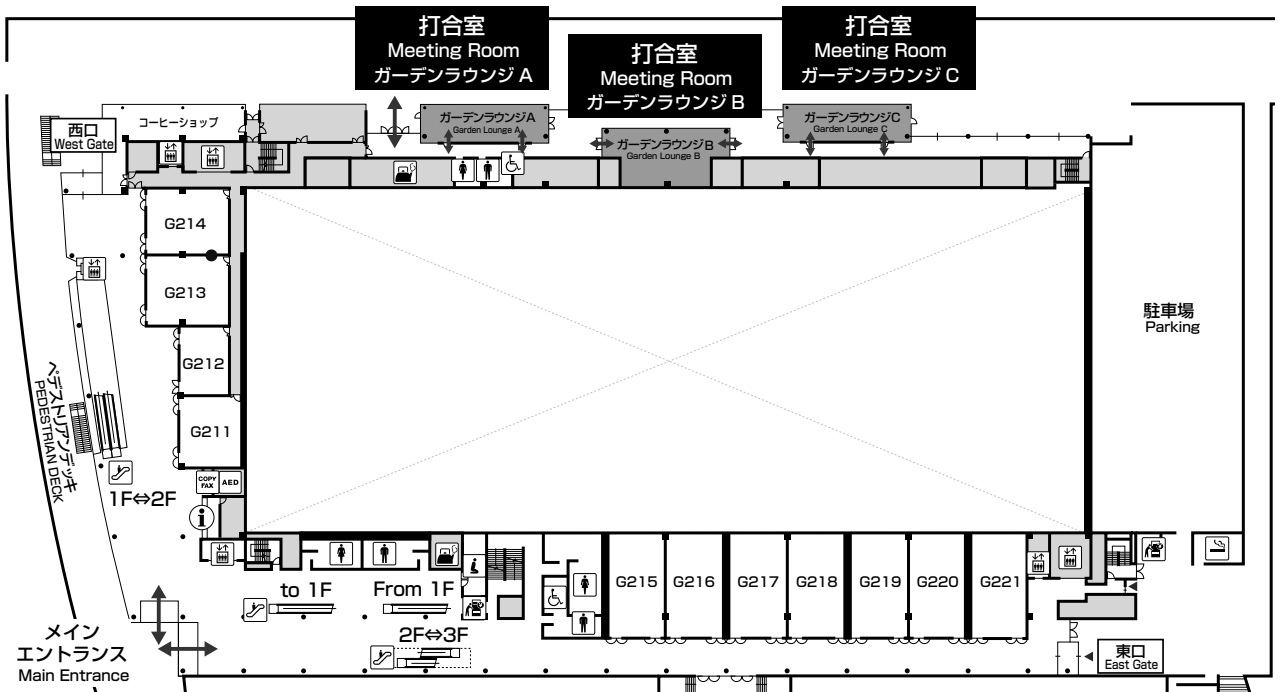 打合室
Meeting Room
ガーデンラウンジ A
打合室
Meeting Room
ガーデンラウンジ B
打合室
Meeting Room
ガーデンラウンジ C
西口
West Gate
コーヒーショップ
ガーデンラウンジA
Garden Lounge A
ガーデンラウンジB
Garden Lounge B
ガーデンラウンジC
Garden Lounge C
G214
G213
G212
G211
駐車場
Parking
ペデストリアンデッキ
PEDESTRIAN DECK
COPY
FAX
AED
1F⇔2F
i
to 1F
From 1F
2F⇔3F
G215
G216
G217
G218
G219
G220
G221
メイン
エントランス
Main Entrance
東口
East Gate